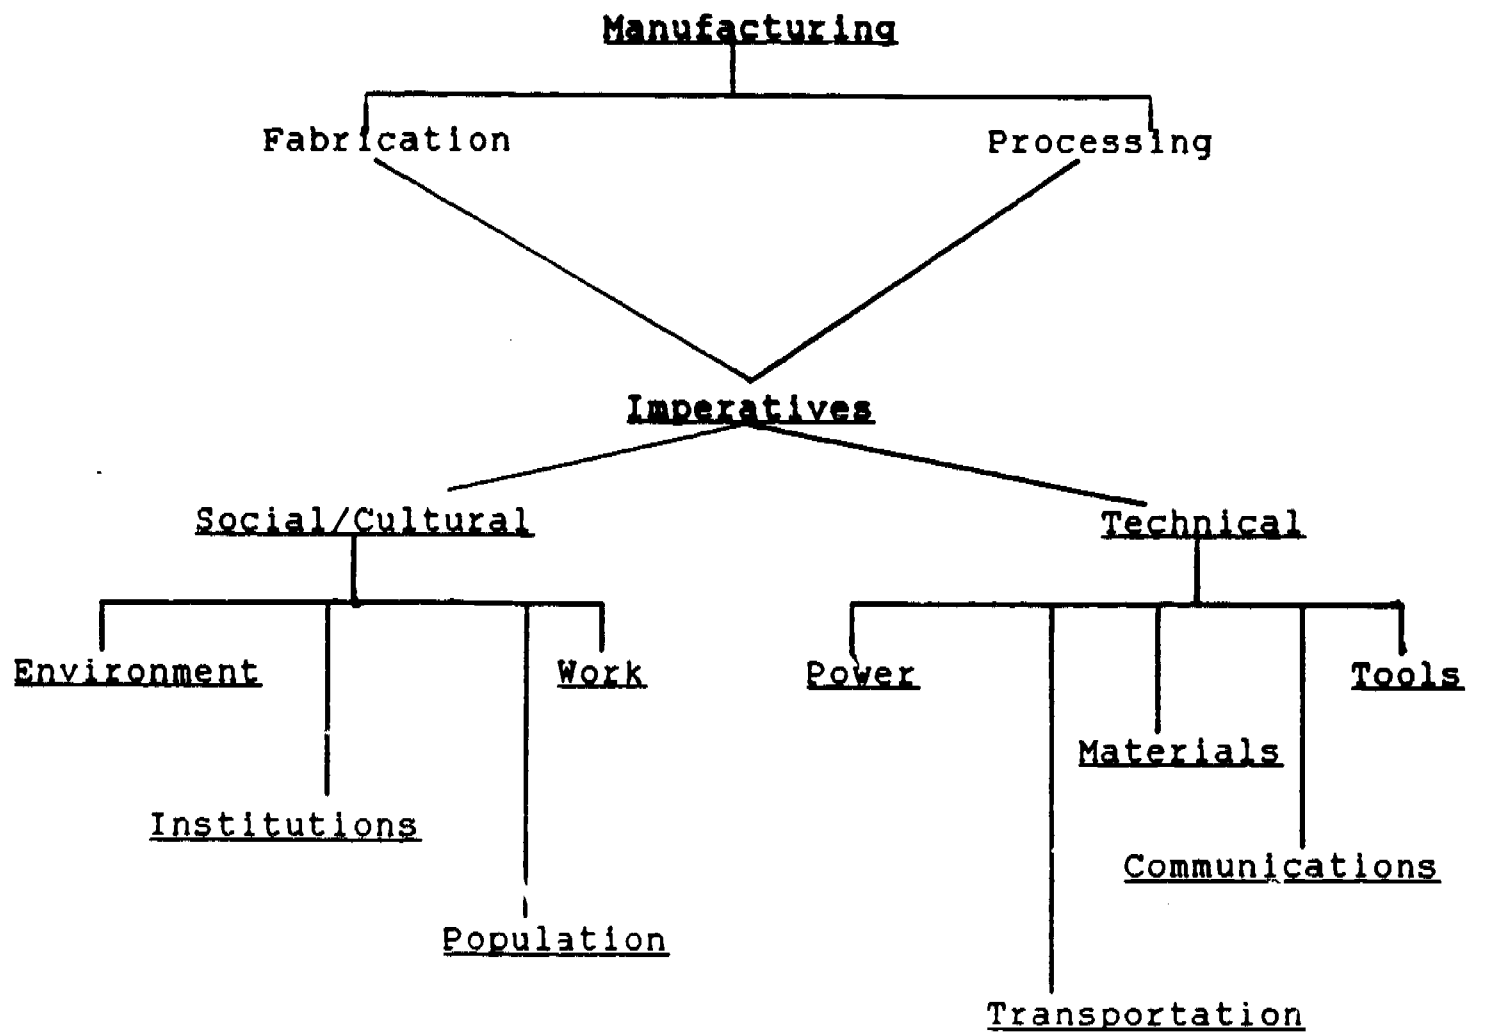 Manufacturing
Fabrication
Processing
Imperatives
Social/Cultural
Technical
Environment
Work
Power
Tools
Materials
Institutions
Communications
Population
Transportation